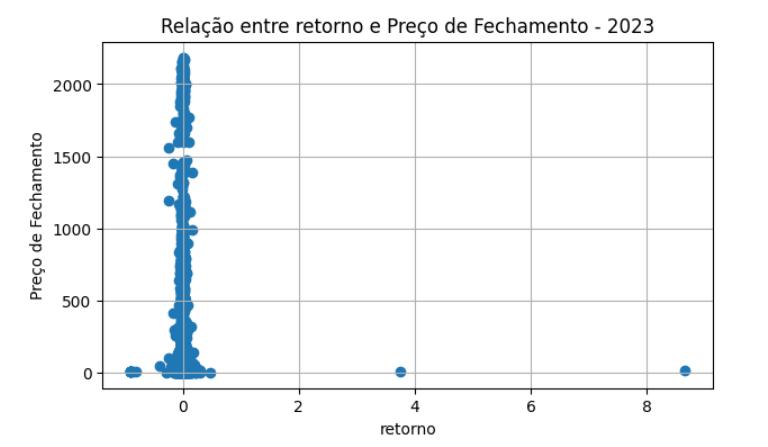 Relação entre retorno e Preço de Fechamento - 2023
Preço de Fechamento
2000
1500
1000
500
0
0 2 4 6 8
retorno